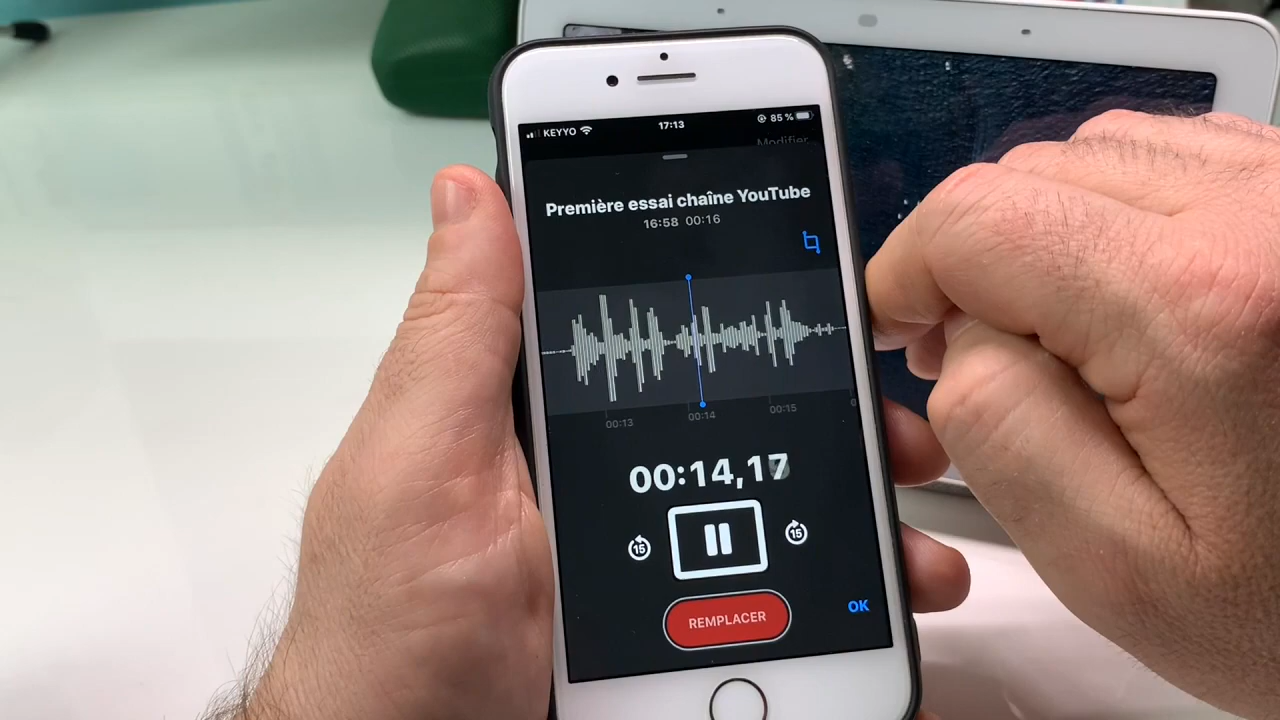 KEYYO 17:13 85 %
Modifier
Première essai chaîne YouTube
16:58 00:16
00:13 00:14 00:15 0
00:14,17
15 15
REMPLACER
OK